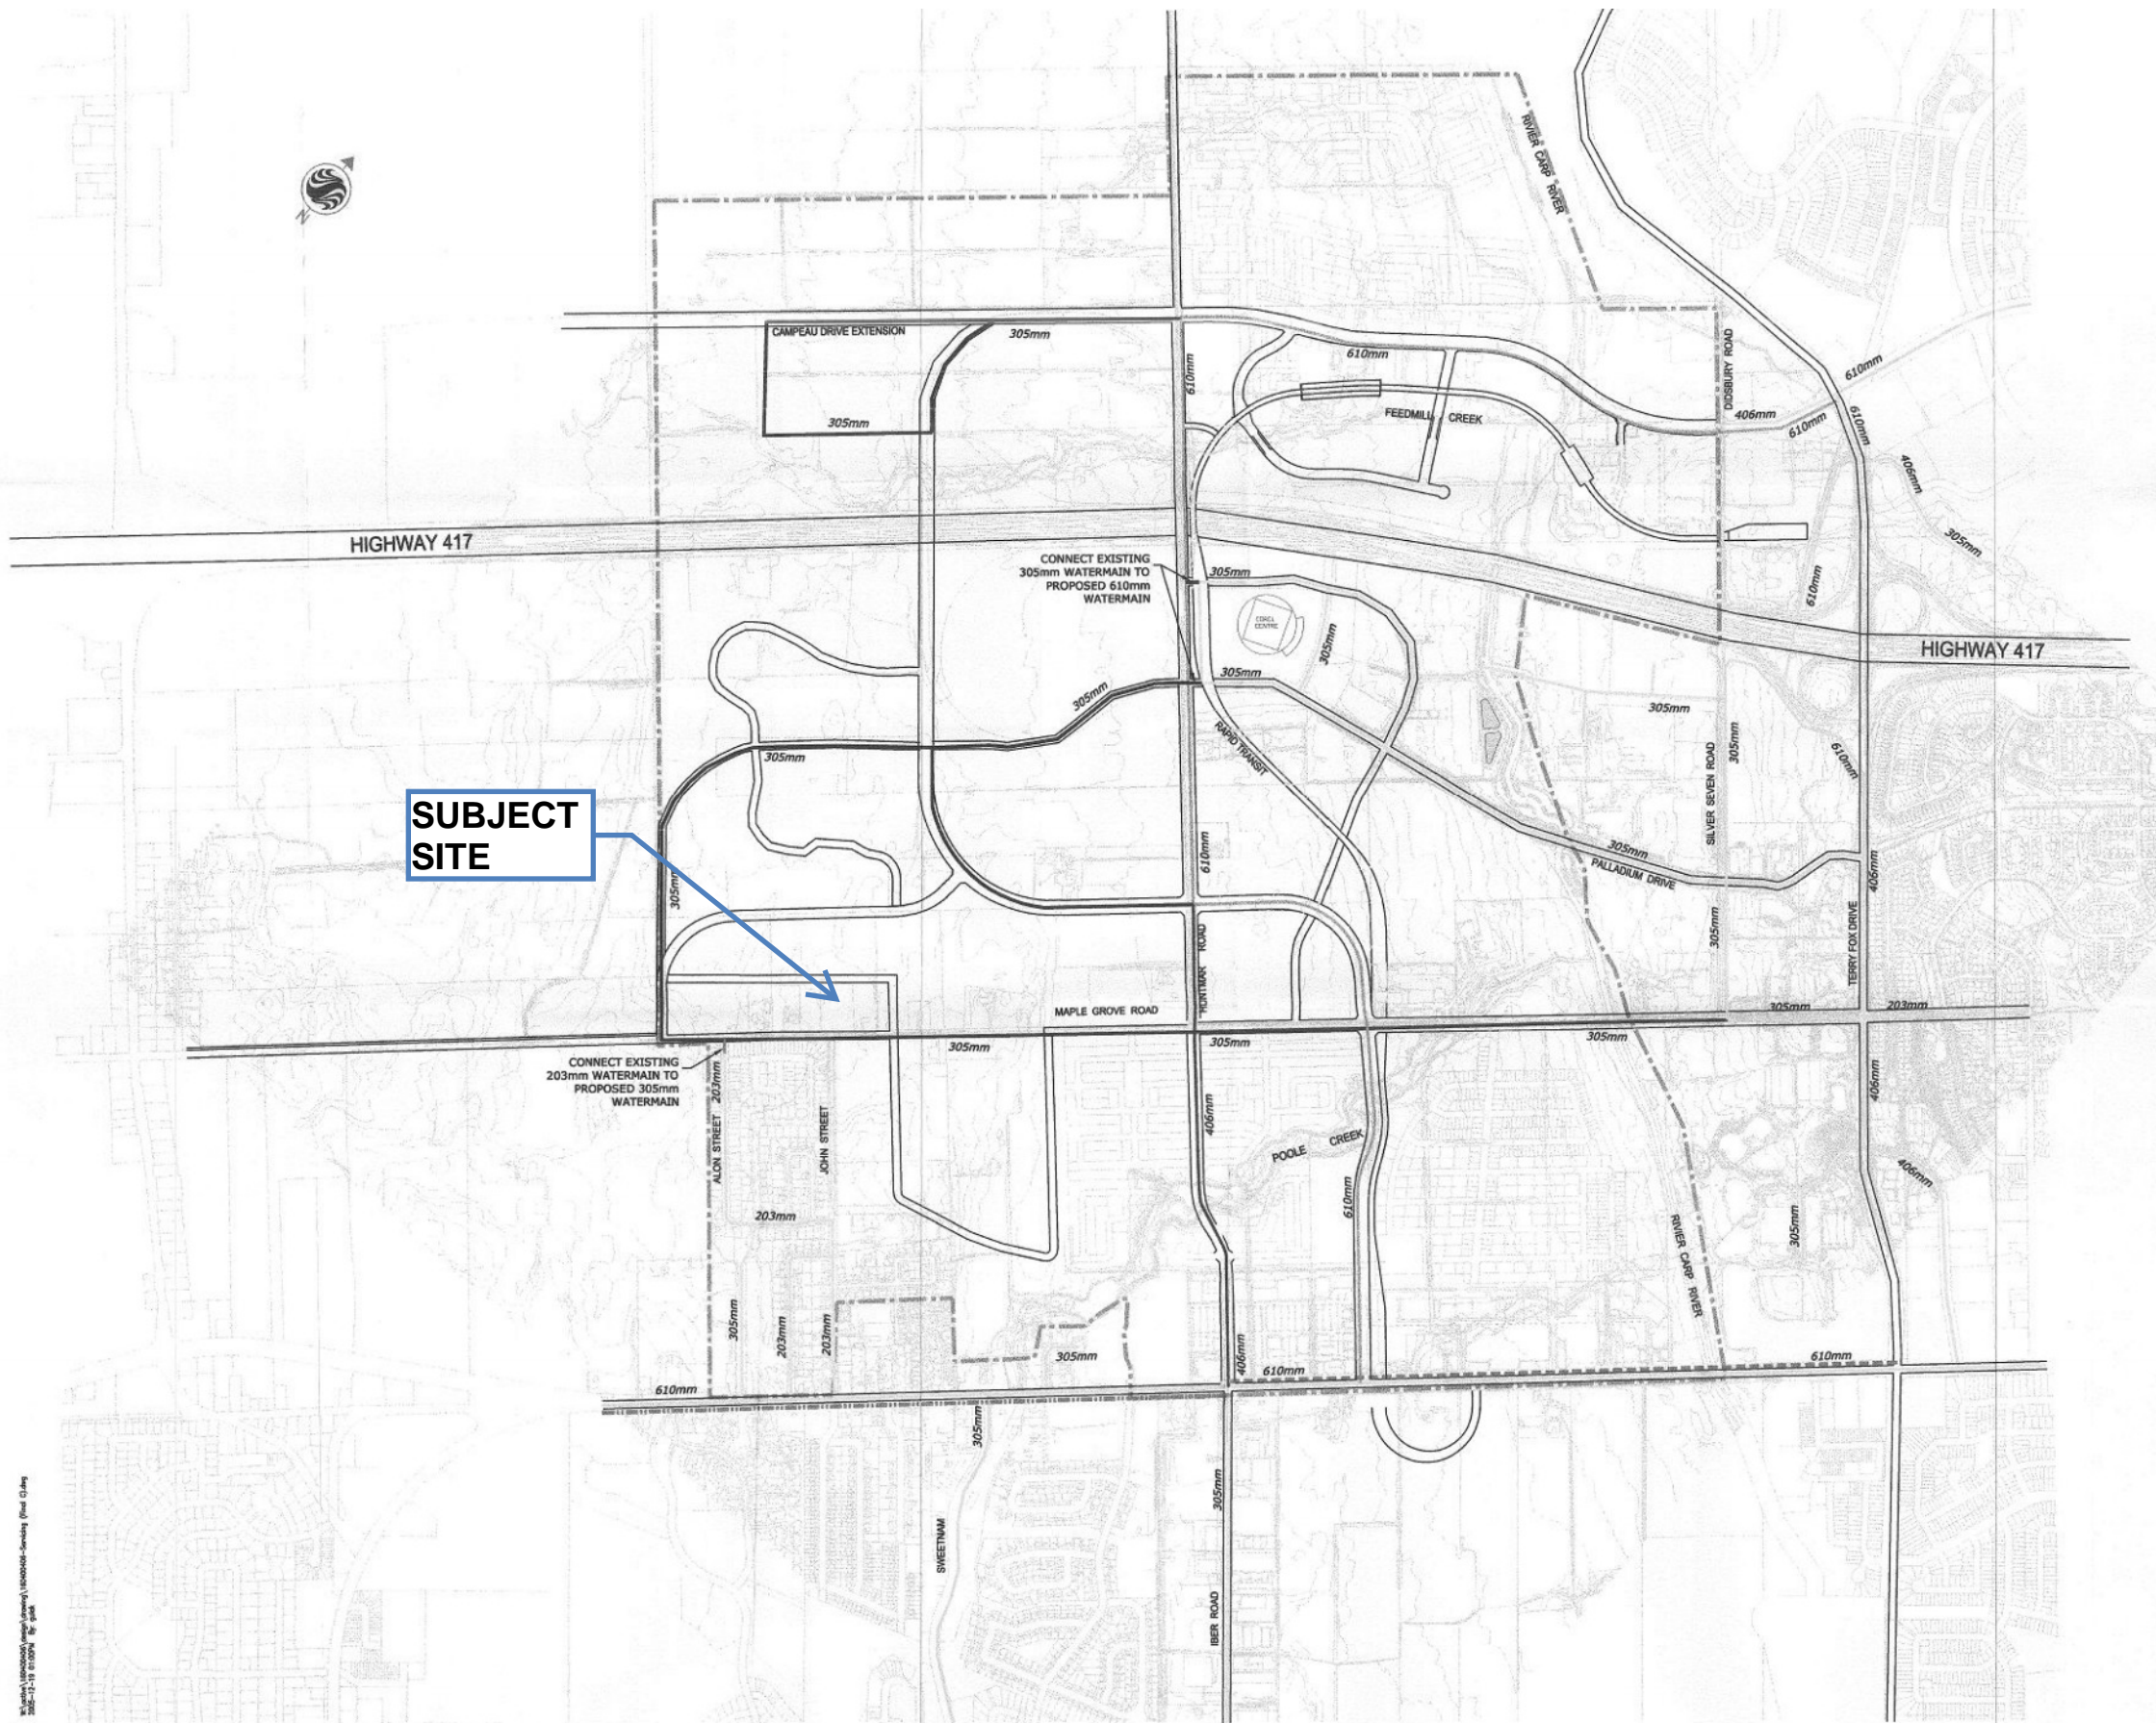 RIVIER CARP RIVER
N
CAMPEAU DRIVE EXTENSION
305mm
610mm
610mm
DIDSBURY ROAD
610mm
305mm
FEEDMILL CREEK
406mm
610mm
610mm
406mm
305mm
HIGHWAY 417
CONNECT EXISTING
305mm WATERMAIN TO
PROPOSED 610mm
WATERMAIN
305mm
610mm
COREL
CENTRE
305mm
HIGHWAY 417
305mm
305mm
305mm
RAPID TRANSIT
305mm
305mm
SILVER SEVEN ROAD
610mm
SUBJECT
SITE
305mm
610mm
305mm
PALLADIUM DRIVE
406mm
305mm
TERRY FOX DRIVE
HUNTMAR ROAD
MAPLE GROVE ROAD
305mm
203mm
305mm
305mm
305mm
CONNECT EXISTING
203mm WATERMAIN TO
PROPOSED 305mm
WATERMAIN
203mm
ALON STREET
JOHN STREET
406mm
POOLE CREEK
406mm
406mm
203mm
610mm
305mm
RIVIER CARP RIVER
305mm
203mm
203mm
305mm
406mm
610mm
610mm
610mm
305mm
305mm
SWEETNAM
IBER ROAD